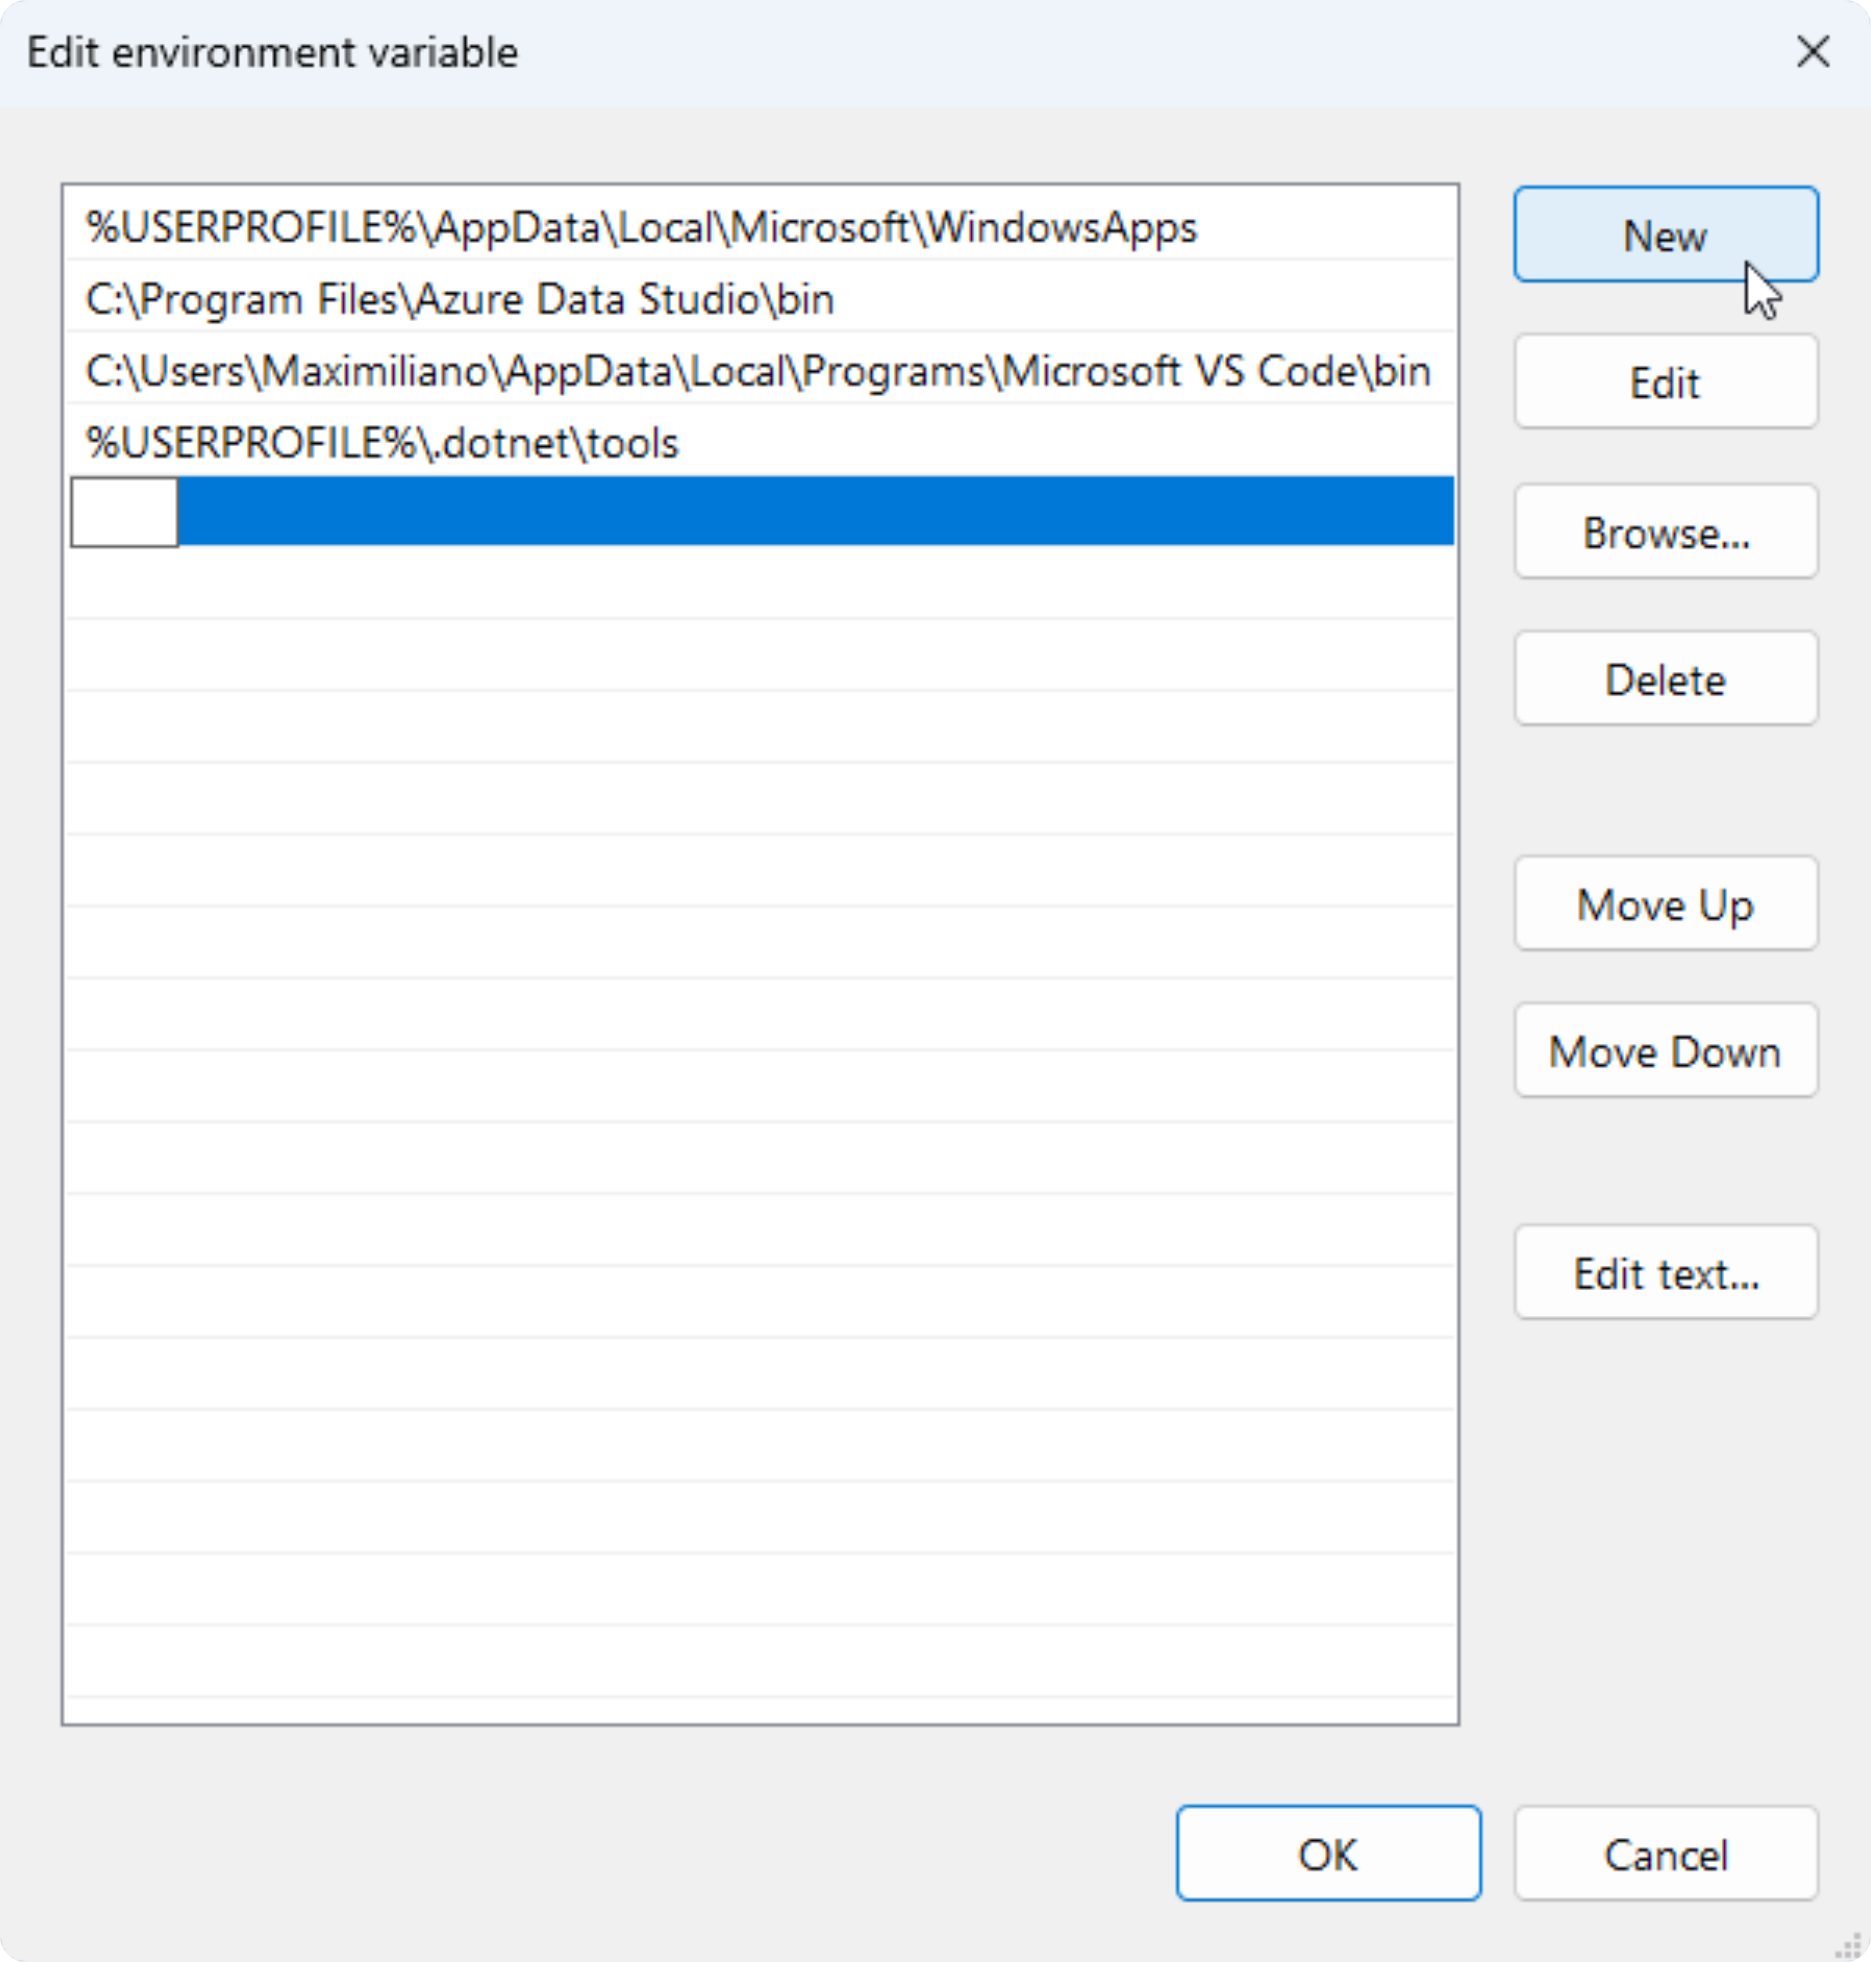 Edit environment variable
%USERPROFILE%\AppData\Local\Microsoft\WindowsApps
C:\Program Files\Azure Data Studio\bin
C:\Users\Maximiliano\AppData\Local\Programs\Microsoft VS Code\bin
%USERPROFILE%\.dotnet\tools
New
Edit
Browse...
Delete
Move Up
Move Down
Edit text...
OK
Cancel